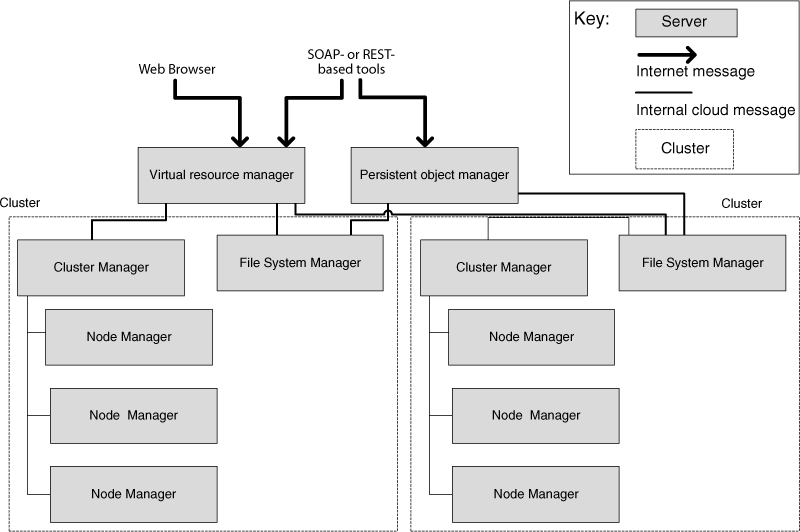 Key:
Server
Internet message
Internal cloud message
Cluster
Web Browser
SOAP- or REST-
based tools
Virtual resource manager
Persistent object manager
Cluster
Cluster
Cluster Manager
File System Manager
Node Manager
Node Manager
Node Manager
Cluster Manager
File System Manager
Node Manager
Node Manager
Node Manager